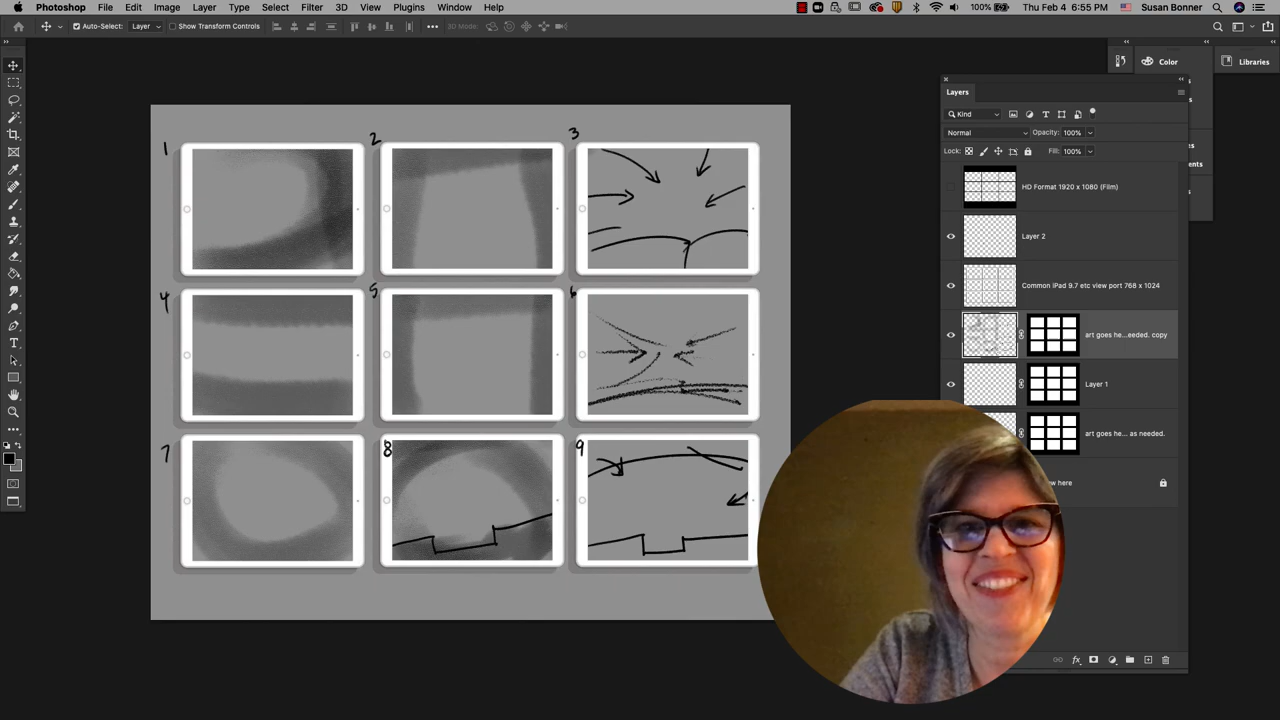 Photoshop File Edit Image Layer Type Select Filter 3D View Plugins Window Help 100% Thu Feb 4 6:55 PM Susan Bonner
Auto-Select: Layer Show Transform Controls 3D Mode:
Color Libraries
Layers
Kind
Normal Opacity: 100%
Lock: Fill: 100%
HD Format 1920 x 1080 (Film)
Layer 2
Common iPad 9.7 etc view port 768 x 1024
art goes he...eeded. copy
Layer 1
art goes he... as needed.
w here
1 2 3
4 5 6
7 8 9